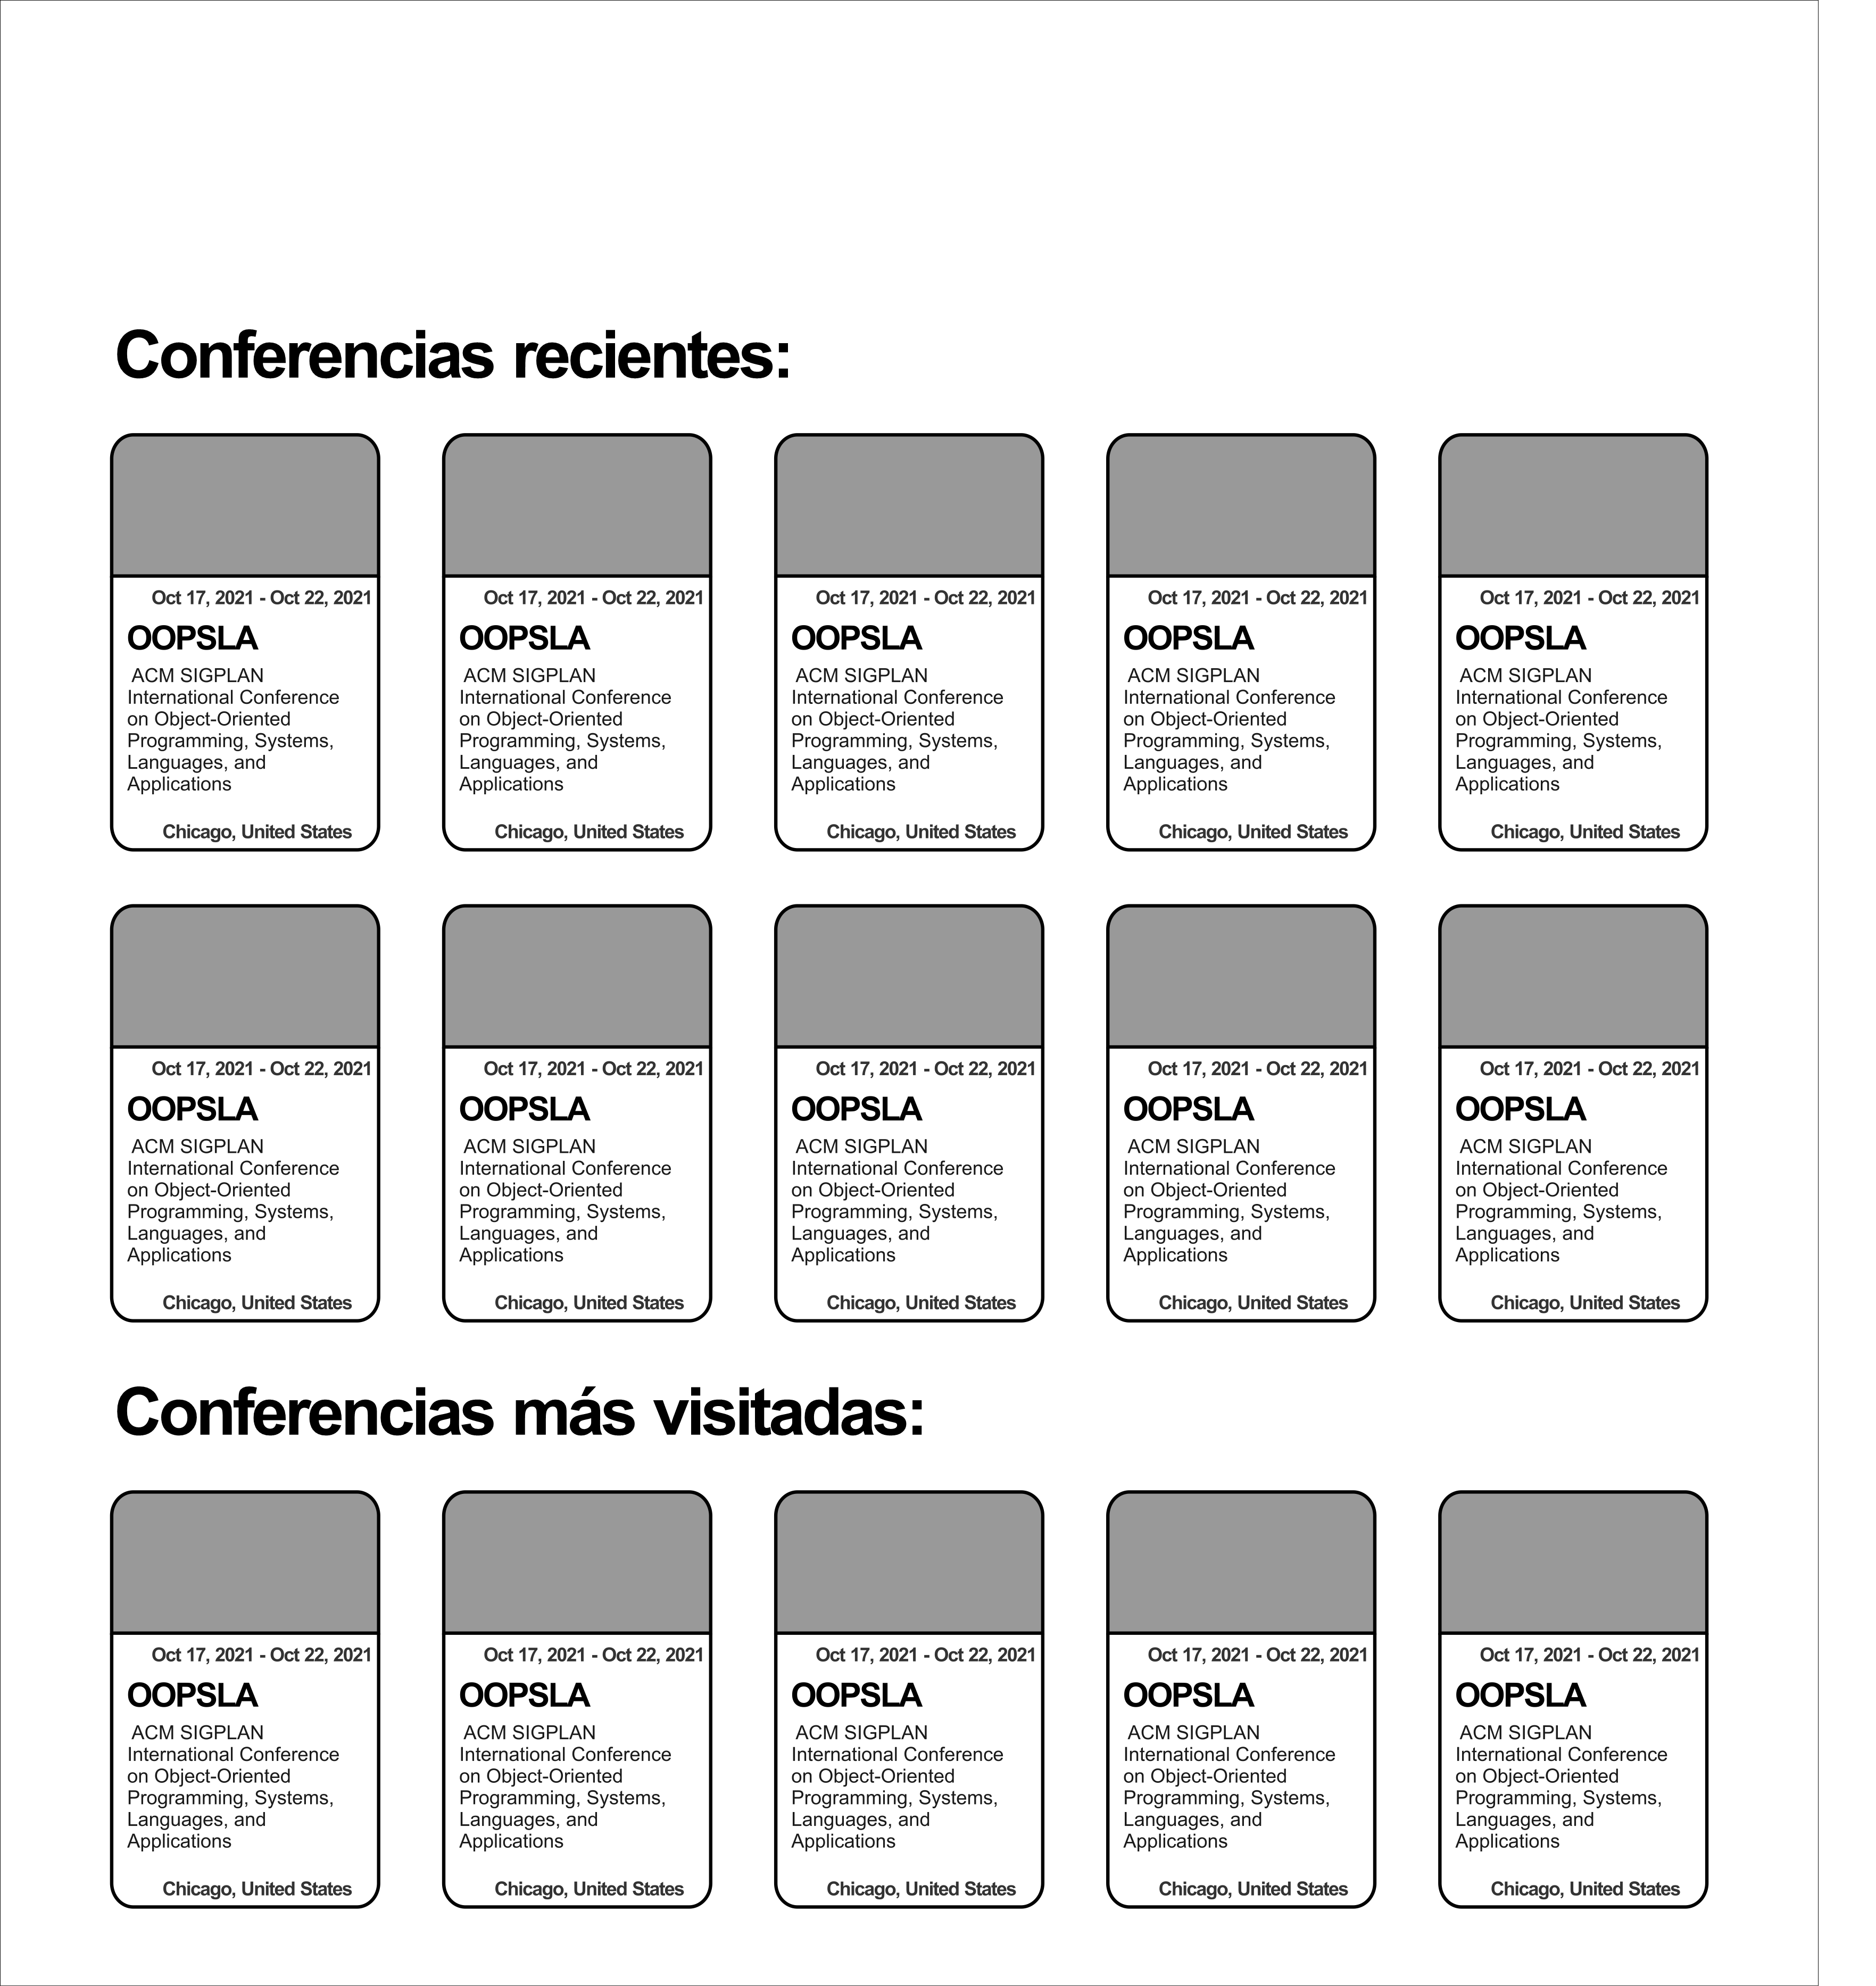 Conferencias recientes:
Oct 17, 2021 - Oct 22, 2021
OOPSLA
ACM SIGPLAN
International Conference
on Object-Oriented
Programming, Systems,
Languages, and
Applications
Chicago, United States
Oct 17, 2021 - Oct 22, 2021
OOPSLA
ACM SIGPLAN
International Conference
on Object-Oriented
Programming, Systems,
Languages, and
Applications
Chicago, United States
Oct 17, 2021 - Oct 22, 2021
OOPSLA
ACM SIGPLAN
International Conference
on Object-Oriented
Programming, Systems,
Languages, and
Applications
Chicago, United States
Oct 17, 2021 - Oct 22, 2021
OOPSLA
ACM SIGPLAN
International Conference
on Object-Oriented
Programming, Systems,
Languages, and
Applications
Chicago, United States
Oct 17, 2021 - Oct 22, 2021
OOPSLA
ACM SIGPLAN
International Conference
on Object-Oriented
Programming, Systems,
Languages, and
Applications
Chicago, United States
Oct 17, 2021 - Oct 22, 2021
OOPSLA
ACM SIGPLAN
International Conference
on Object-Oriented
Programming, Systems,
Languages, and
Applications
Chicago, United States
Oct 17, 2021 - Oct 22, 2021
OOPSLA
ACM SIGPLAN
International Conference
on Object-Oriented
Programming, Systems,
Languages, and
Applications
Chicago, United States
Oct 17, 2021 - Oct 22, 2021
OOPSLA
ACM SIGPLAN
International Conference
on Object-Oriented
Programming, Systems,
Languages, and
Applications
Chicago, United States
Oct 17, 2021 - Oct 22, 2021
OOPSLA
ACM SIGPLAN
International Conference
on Object-Oriented
Programming, Systems,
Languages, and
Applications
Chicago, United States
Oct 17, 2021 - Oct 22, 2021
OOPSLA
ACM SIGPLAN
International Conference
on Object-Oriented
Programming, Systems,
Languages, and
Applications
Chicago, United States
Conferencias más visitadas:
Oct 17, 2021 - Oct 22, 2021
OOPSLA
ACM SIGPLAN
International Conference
on Object-Oriented
Programming, Systems,
Languages, and
Applications
Chicago, United States
Oct 17, 2021 - Oct 22, 2021
OOPSLA
ACM SIGPLAN
International Conference
on Object-Oriented
Programming, Systems,
Languages, and
Applications
Chicago, United States
Oct 17, 2021 - Oct 22, 2021
OOPSLA
ACM SIGPLAN
International Conference
on Object-Oriented
Programming, Systems,
Languages, and
Applications
Chicago, United States
Oct 17, 2021 - Oct 22, 2021
OOPSLA
ACM SIGPLAN
International Conference
on Object-Oriented
Programming, Systems,
Languages, and
Applications
Chicago, United States
Oct 17, 2021 - Oct 22, 2021
OOPSLA
ACM SIGPLAN
International Conference
on Object-Oriented
Programming, Systems,
Languages, and
Applications
Chicago, United States